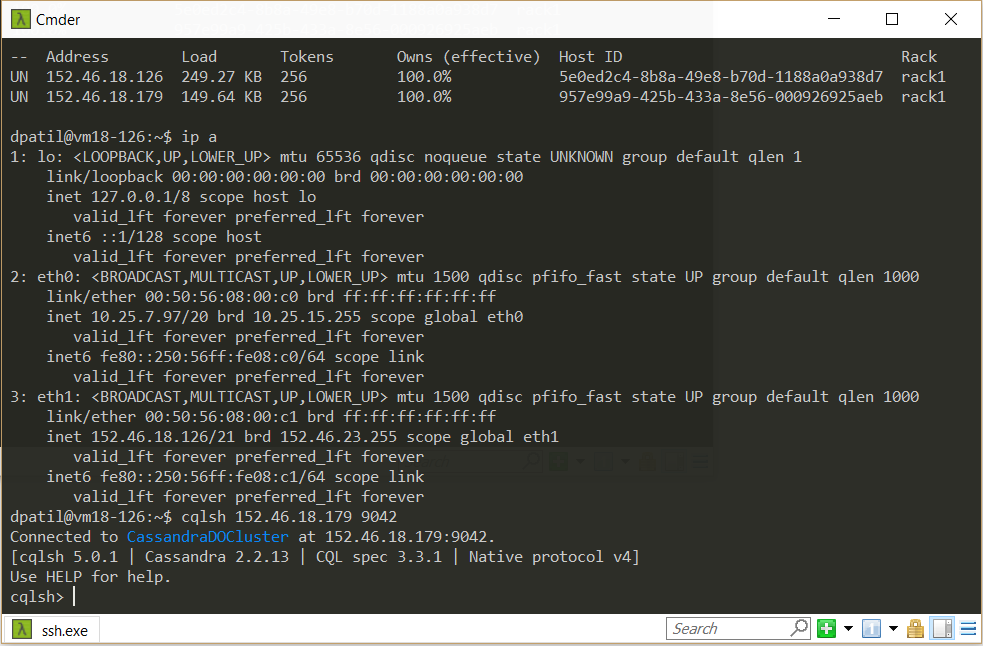 Cmder
--  Address        Load       Tokens       Owns (effective)  Host ID                               Rack
UN  152.46.18.126  249.27 KB  256          100.0%            5e0ed2c4-8b8a-49e8-b70d-1188a0a938d7  rack1
UN  152.46.18.179  149.64 KB  256          100.0%            957e99a9-425b-433a-8e56-000926925aeb  rack1
dpatil@vm18-126:~$ ip a
1: lo: <LOOPBACK,UP,LOWER_UP> mtu 65536 qdisc noqueue state UNKNOWN group default qlen 1
    link/loopback 00:00:00:00:00:00 brd 00:00:00:00:00:00
    inet 127.0.0.1/8 scope host lo
       valid_lft forever preferred_lft forever
    inet6 ::1/128 scope host
       valid_lft forever preferred_lft forever
2: eth0: <BROADCAST,MULTICAST,UP,LOWER_UP> mtu 1500 qdisc pfifo_fast state UP group default qlen 1000
    link/ether 00:50:56:08:00:c0 brd ff:ff:ff:ff:ff:ff
    inet 10.25.7.97/20 brd 10.25.15.255 scope global eth0
       valid_lft forever preferred_lft forever
    inet6 fe80::250:56ff:fe08:c0/64 scope link
       valid_lft forever preferred_lft forever
3: eth1: <BROADCAST,MULTICAST,UP,LOWER_UP> mtu 1500 qdisc pfifo_fast state UP group default qlen 1000
    link/ether 00:50:56:08:00:c1 brd ff:ff:ff:ff:ff:ff
    inet 152.46.18.126/21 brd 152.46.23.255 scope global eth1
       valid_lft forever preferred_lft forever
    inet6 fe80::250:56ff:fe08:c1/64 scope link
       valid_lft forever preferred_lft forever
dpatil@vm18-126:~$ cqlsh 152.46.18.179 9042
Connected to CassandraDOCluster at 152.46.18.179:9042.
[cqlsh 5.0.1 | Cassandra 2.2.13 | CQL spec 3.3.1 | Native protocol v4]
Use HELP for help.
cqlsh>
ssh.exe
Search